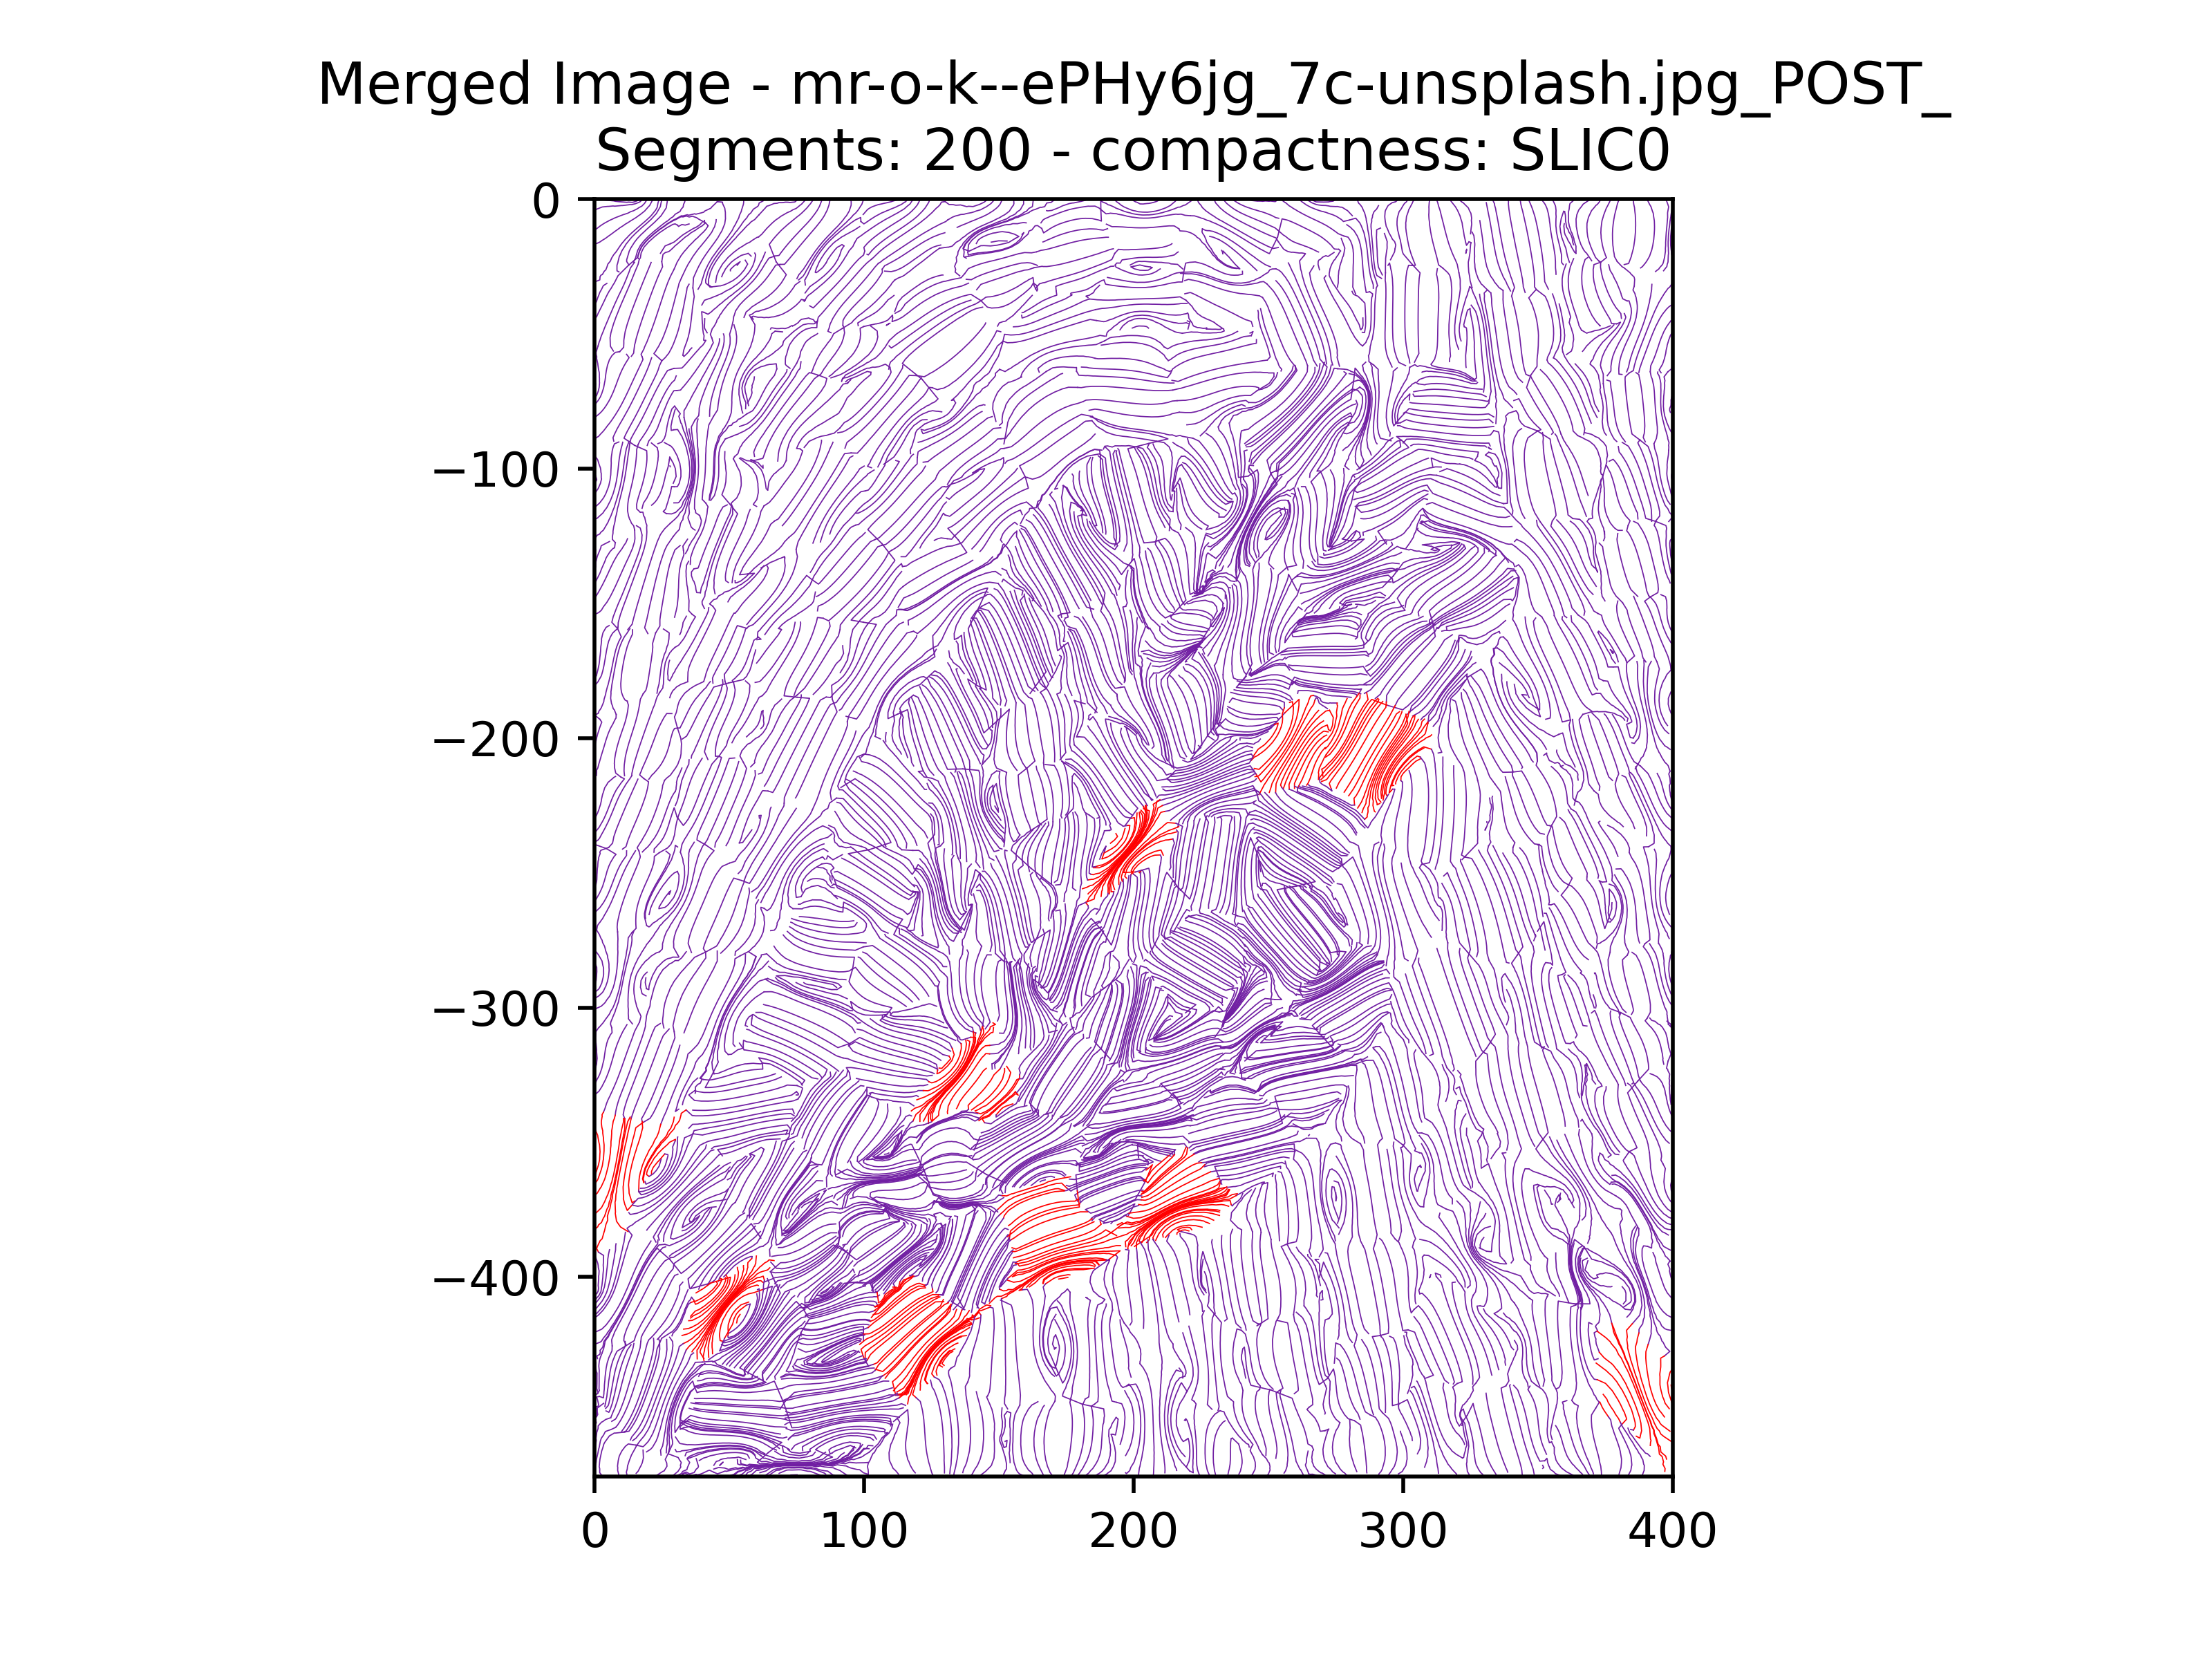 Merged Image - mr-o-k--ePHy6jg_7c-unsplash.jpg_POST_
Segments: 200 - compactness: SLIC0
0
−100
−200
−300
−400
0 100 200 300 400